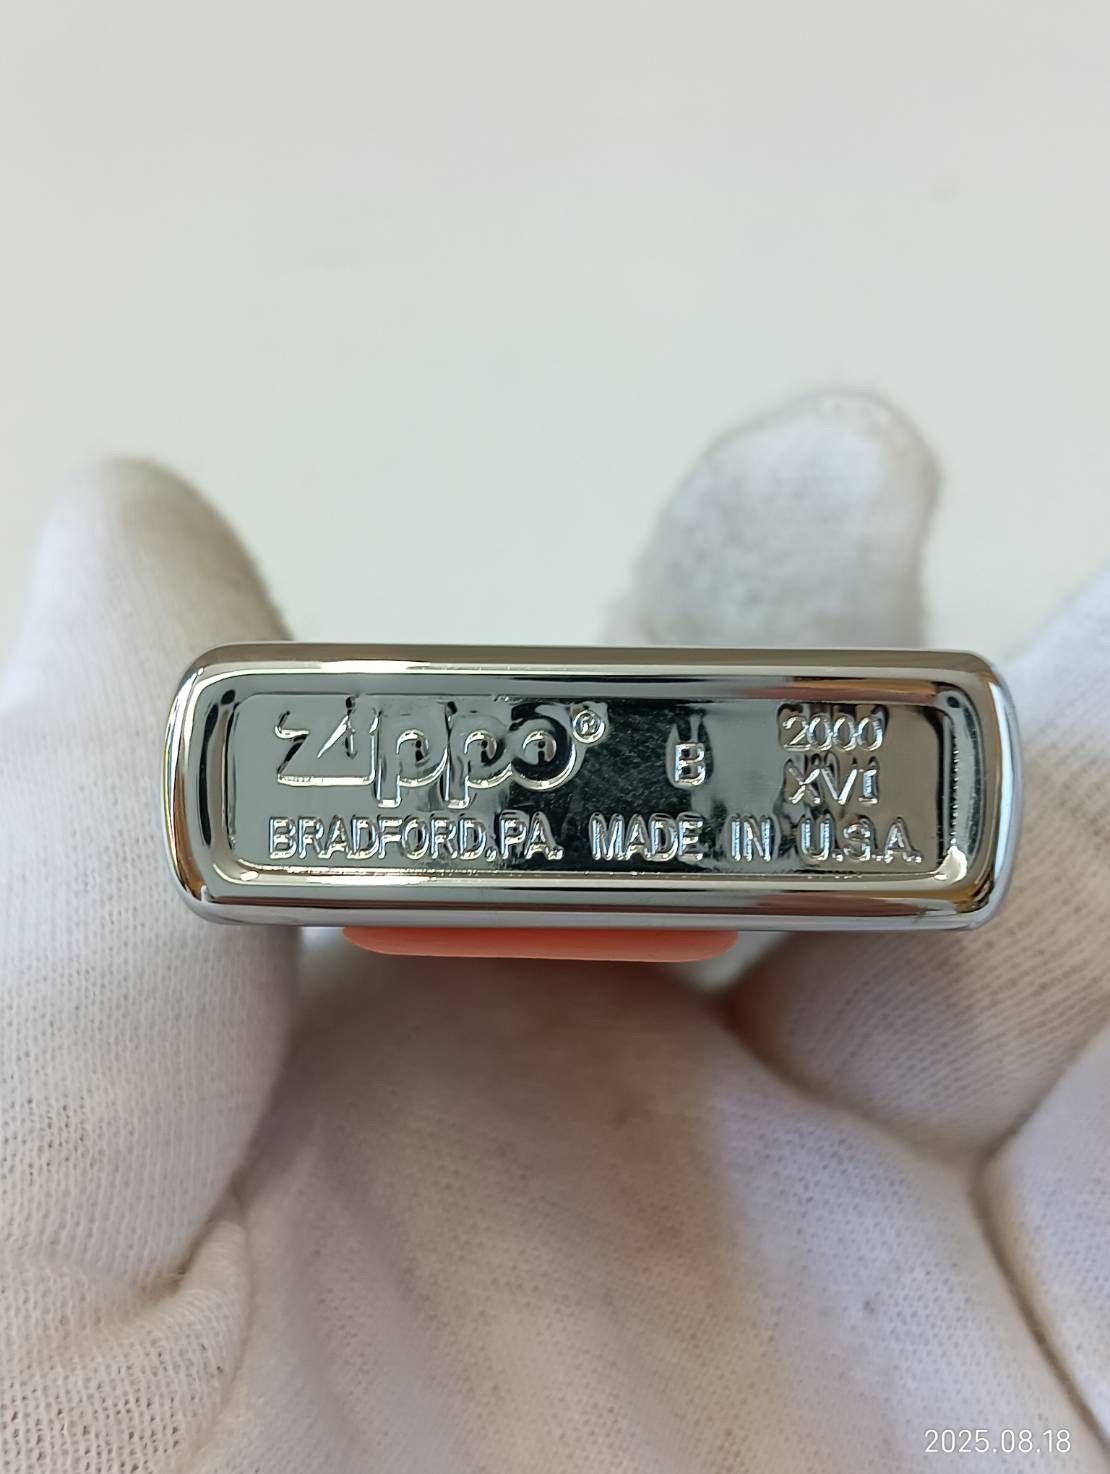 Zippo® B 2000
XVI
BRADFORD,PA. MADE IN U.S.A.
2025.08.18